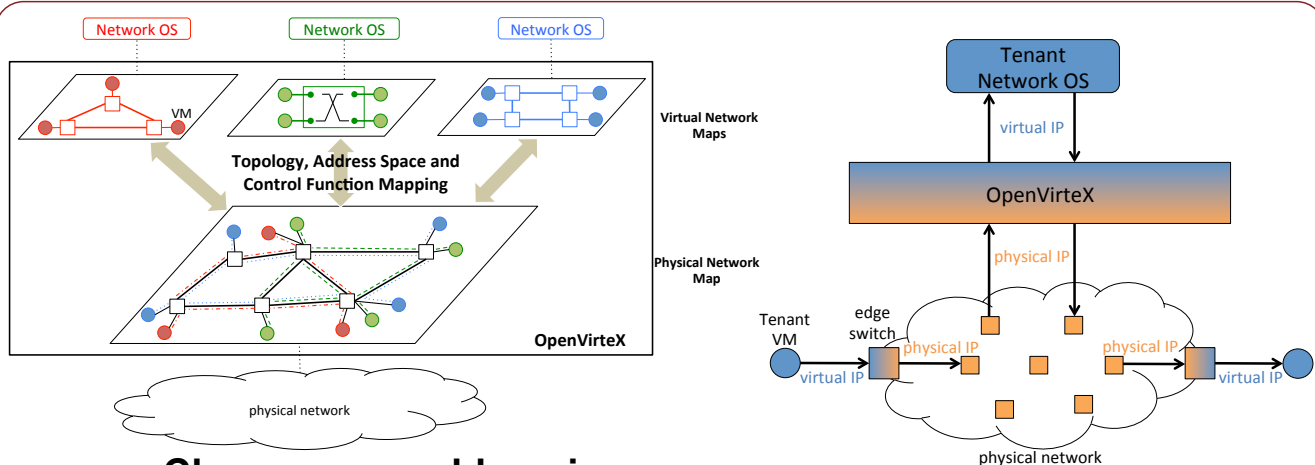 Network OS
Network OS
Network OS
VM
Topology, Address Space and
Control Function Mapping
Virtual Network
Maps
Physical Network
Map
OpenVirteX
physical network
Tenant
Network OS
virtual IP
OpenVirteX
physical IP
Tenant
VM
edge
switch
virtual IP
physical IP
physical IP
virtual IP
physical network